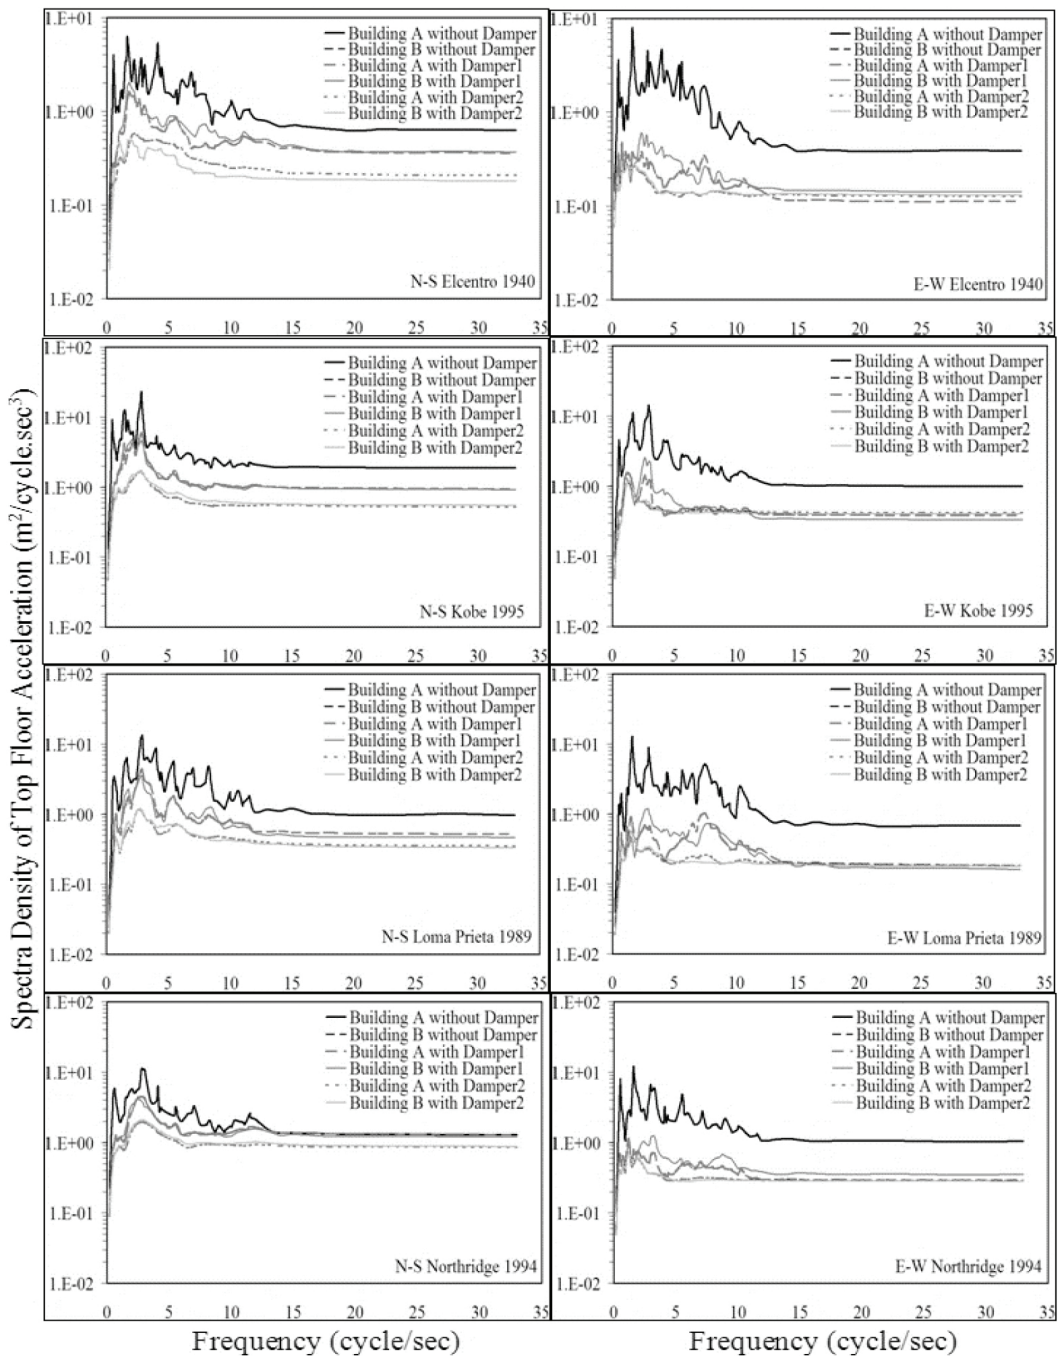 Spectra Density of Top Floor Acceleration (m²/cycle.sec³)
1.E+01
1.E+00
1.E-01
1.E-02
Building A without Damper
Building B without Damper
Building A with Damper1
Building B with Damper1
Building A with Damper2
Building B with Damper2
N-S Elcentro 1940
0 5 10 15 20 25 30 35
1.E+01
1.E+00
1.E-01
1.E-02
Building A without Damper
Building B without Damper
Building A with Damper1
Building B with Damper1
Building A with Damper2
Building B with Damper2
E-W Elcentro 1940
0 5 10 15 20 25 30 35
1.E+02
1.E+01
1.E+00
1.E-01
1.E-02
Building A without Damper
Building B without Damper
Building A with Damper1
Building B with Damper1
Building A with Damper2
Building B with Damper2
N-S Kobe 1995
0 5 10 15 20 25 30 35
1.E+02
1.E+01
1.E+00
1.E-01
1.E-02
Building A without Damper
Building B without Damper
Building A with Damper1
Building B with Damper1
Building A with Damper2
Building B with Damper2
E-W Kobe 1995
0 5 10 15 20 25 30 35
1.E+02
1.E+01
1.E+00
1.E-01
1.E-02
Building A without Damper
Building B without Damper
Building A with Damper1
Building B with Damper1
Building A with Damper2
Building B with Damper2
N-S Loma Prieta 1989
0 5 10 15 20 25 30 35
1.E+02
1.E+01
1.E+00
1.E-01
1.E-02
Building A without Damper
Building B without Damper
Building A with Damper1
Building B with Damper1
Building A with Damper2
Building B with Damper2
E-W Loma Prieta 1989
0 5 10 15 20 25 30 35
1.E+02
1.E+01
1.E+00
1.E-01
1.E-02
Building A without Damper
Building B without Damper
Building A with Damper1
Building B with Damper1
Building A with Damper2
Building B with Damper2
N-S Northridge 1994
0 5 10 15 20 25 30 35
1.E+02
1.E+01
1.E+00
1.E-01
1.E-02
Building A without Damper
Building B without Damper
Building A with Damper1
Building B with Damper1
Building A with Damper2
Building B with Damper2
E-W Northridge 1994
0 5 10 15 20 25 30 35
Frequency (cycle/sec)
Frequency (cycle/sec)